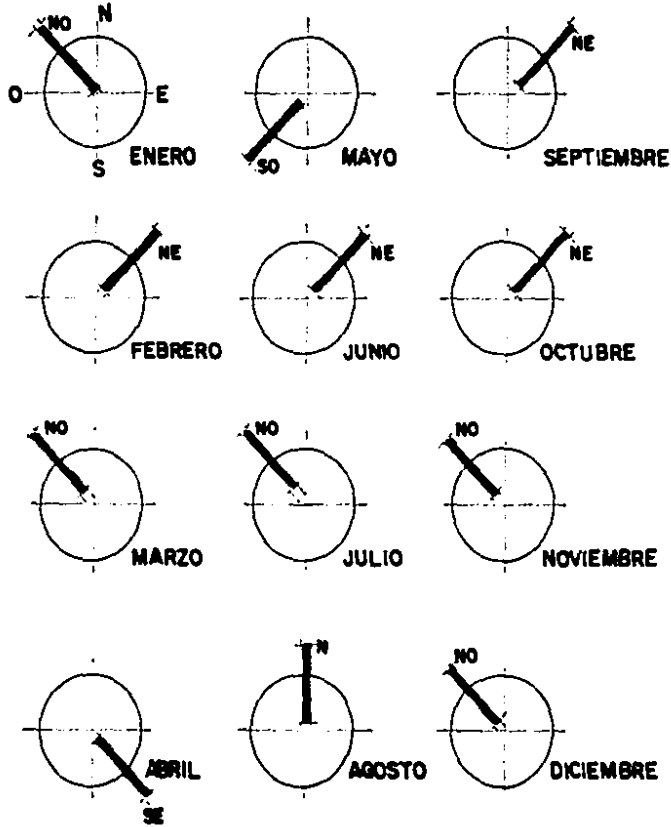 NO N
O E
S ENERO
SO MAYO
NE
SEPTIEMBRE
NE
FEBRERO
NE
JUNIO
NE
OCTUBRE
NO
MARZO
NO
JULIO
NO
NOVIEMBRE
ABRIL
SE
N
AGOSTO
NO
DICIEMBRE